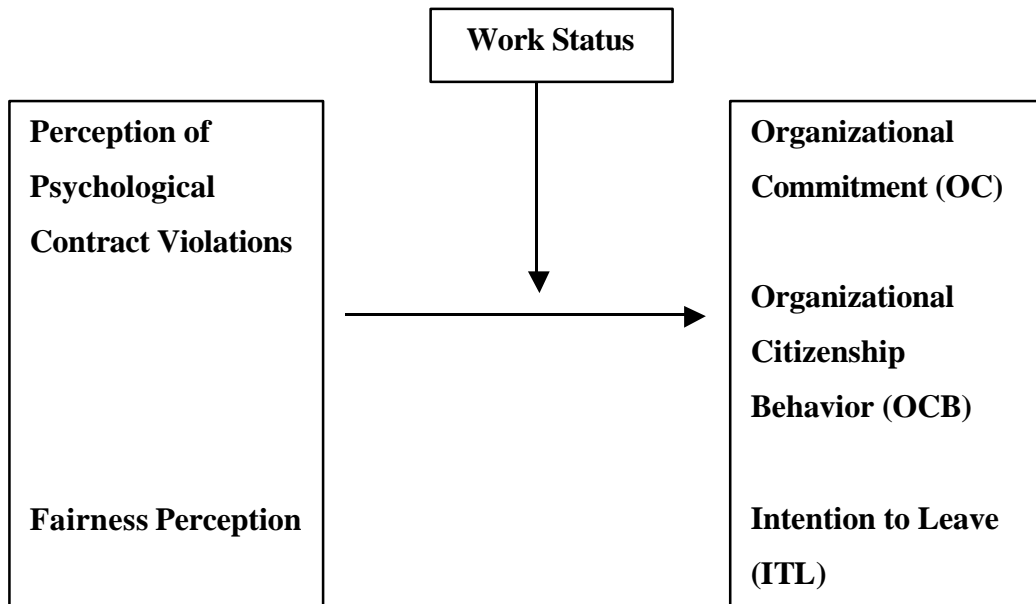 Work Status
Perception of
Psychological
Contract Violations
Fairness Perception
Organizational
Commitment (OC)
Organizational
Citizenship
Behavior (OCB)
Intention to Leave
(ITL)